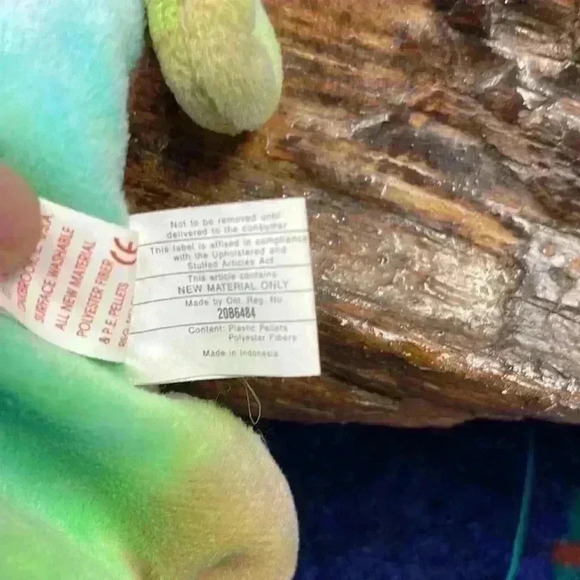 SURFACE WASHABLE
ALL NEW MATERIAL
POLYESTER FIBER
& P.E. PELLETS
CE
Not to be removed until
delivered to the consumer
This label is affixed in compliance
with the Upholstered and
Stuffed Articles Act
This article contains
NEW MATERIAL ONLY
Made by Ont. Reg. No.
20B6484
Content: Plastic Pellets
Polyester Fibers
Made in Indonesia